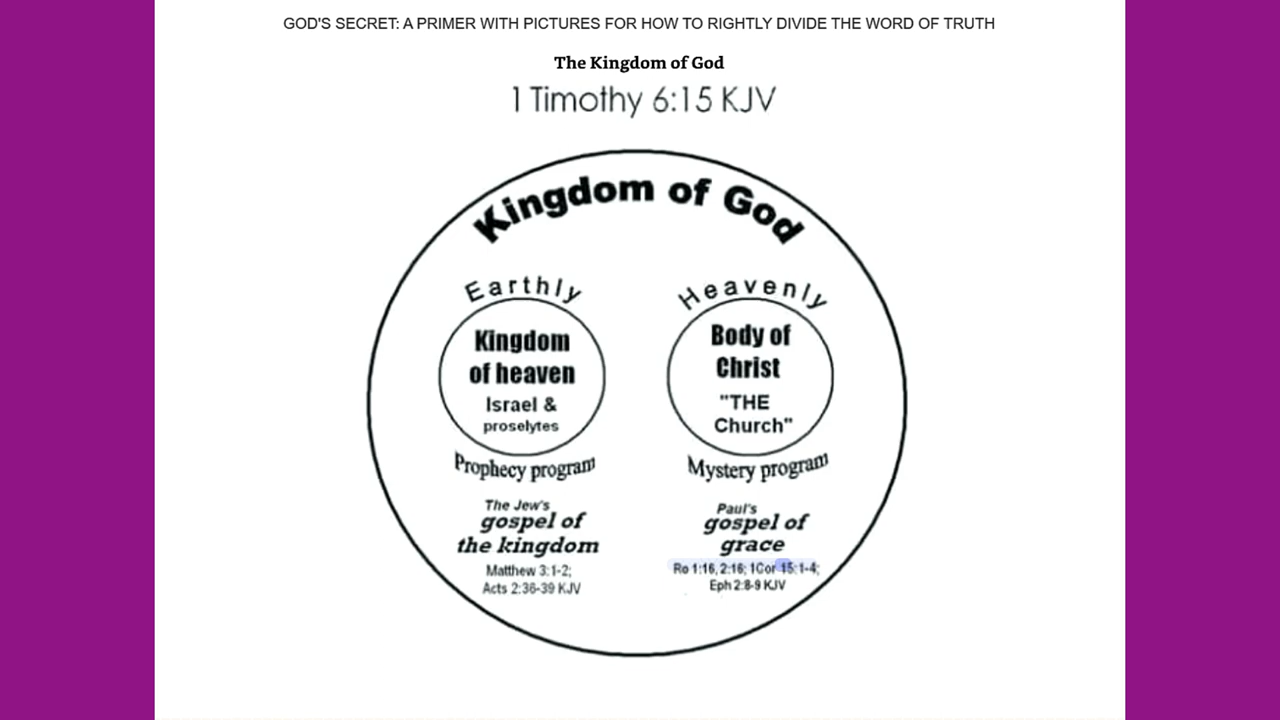 GOD'S SECRET: A PRIMER WITH PICTURES FOR HOW TO RIGHTLY DIVIDE THE WORD OF TRUTH
The Kingdom of God
1 Timothy 6:15 KJV
Kingdom of God
Earthly
Kingdom
of heaven
Israel &
proselytes
Prophecy program
The Jew's
gospel of
the kingdom
Matthew 3:1-2;
Acts 2:36-39 KJV
Heavenly
Body of
Christ
"THE
Church"
Mystery program
Paul's
gospel of
grace
Ro 1:16, 2:16; 1Cor 15:1-4;
Eph 2:8-9 KJV